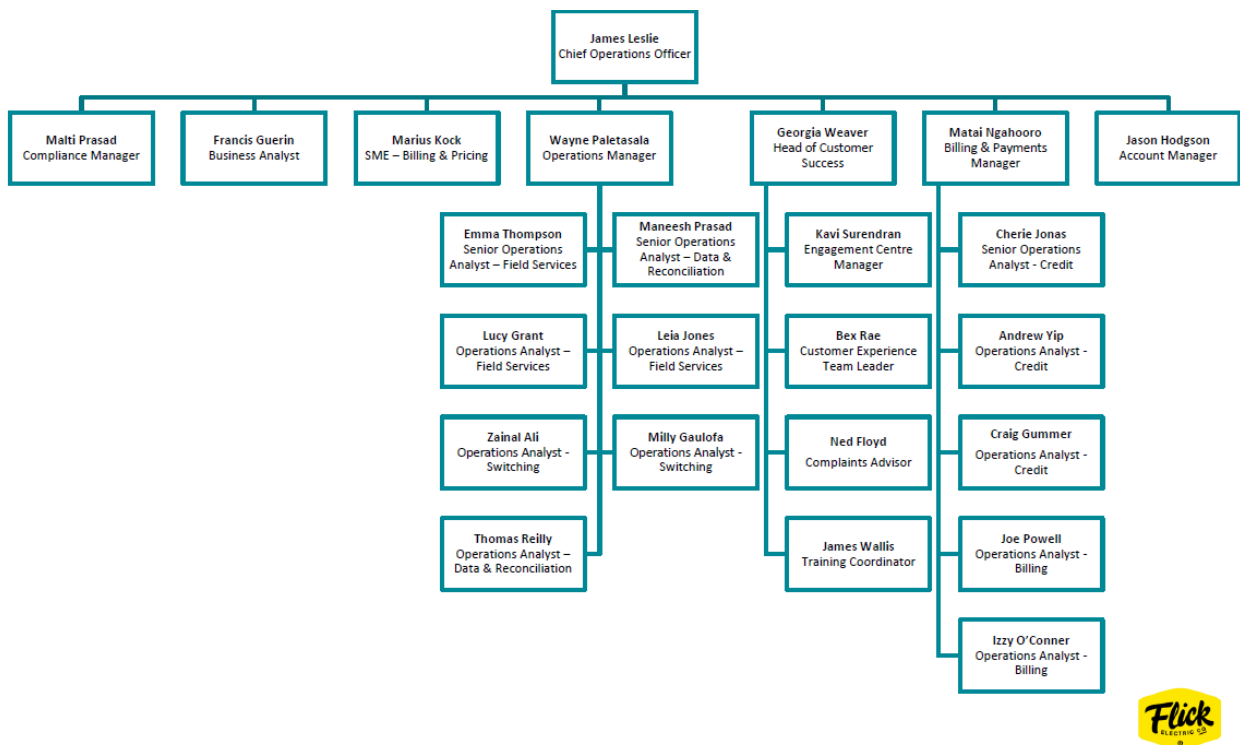 James Leslie
Chief Operations Officer
Malti Prasad
Compliance Manager
Francis Guerin
Business Analyst
Marius Kock
SME – Billing & Pricing
Wayne Paletasala
Operations Manager
Georgia Weaver
Head of Customer
Success
Matai Ngahooro
Billing & Payments
Manager
Jason Hodgson
Account Manager
Emma Thompson
Senior Operations
Analyst – Field Services
Maneesh Prasad
Senior Operations
Analyst – Data &
Reconciliation
Kavi Surendran
Engagement Centre
Manager
Cherie Jonas
Senior Operations
Analyst - Credit
Lucy Grant
Operations Analyst –
Field Services
Leia Jones
Operations Analyst –
Field Services
Bex Rae
Customer Experience
Team Leader
Andrew Yip
Operations Analyst -
Credit
Zainal Ali
Operations Analyst -
Switching
Milly Gaulofa
Operations Analyst -
Switching
Ned Floyd
Complaints Advisor
Craig Gummer
Operations Analyst -
Credit
Thomas Reilly
Operations Analyst –
Data & Reconciliation
James Wallis
Training Coordinator
Joe Powell
Operations Analyst -
Billing
Izzy O’Conner
Operations Analyst -
Billing
Flick
ELECTRIC CO
®